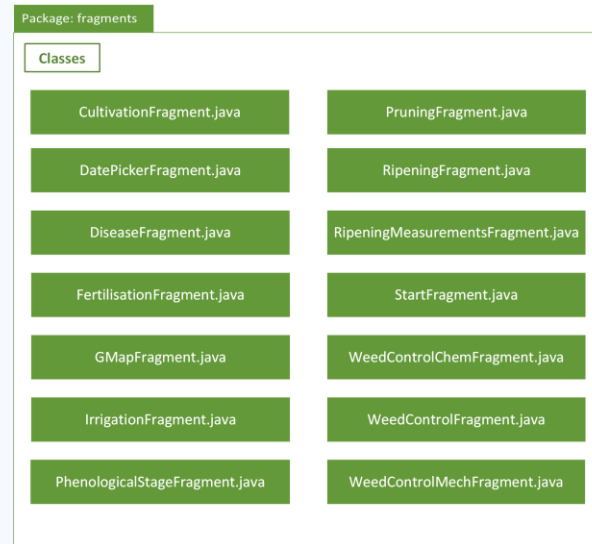 Package: fragments
Classes
CultivationFragment.java
DatePickerFragment.java
DiseaseFragment.java
FertilisationFragment.java
GMapFragment.java
IrrigationFragment.java
PhenologicalStageFragment.java
PruningFragment.java
RipeningFragment.java
RipeningMeasurementsFragment.java
StartFragment.java
WeedControlChemFragment.java
WeedControlFragment.java
WeedControlMechFragment.java